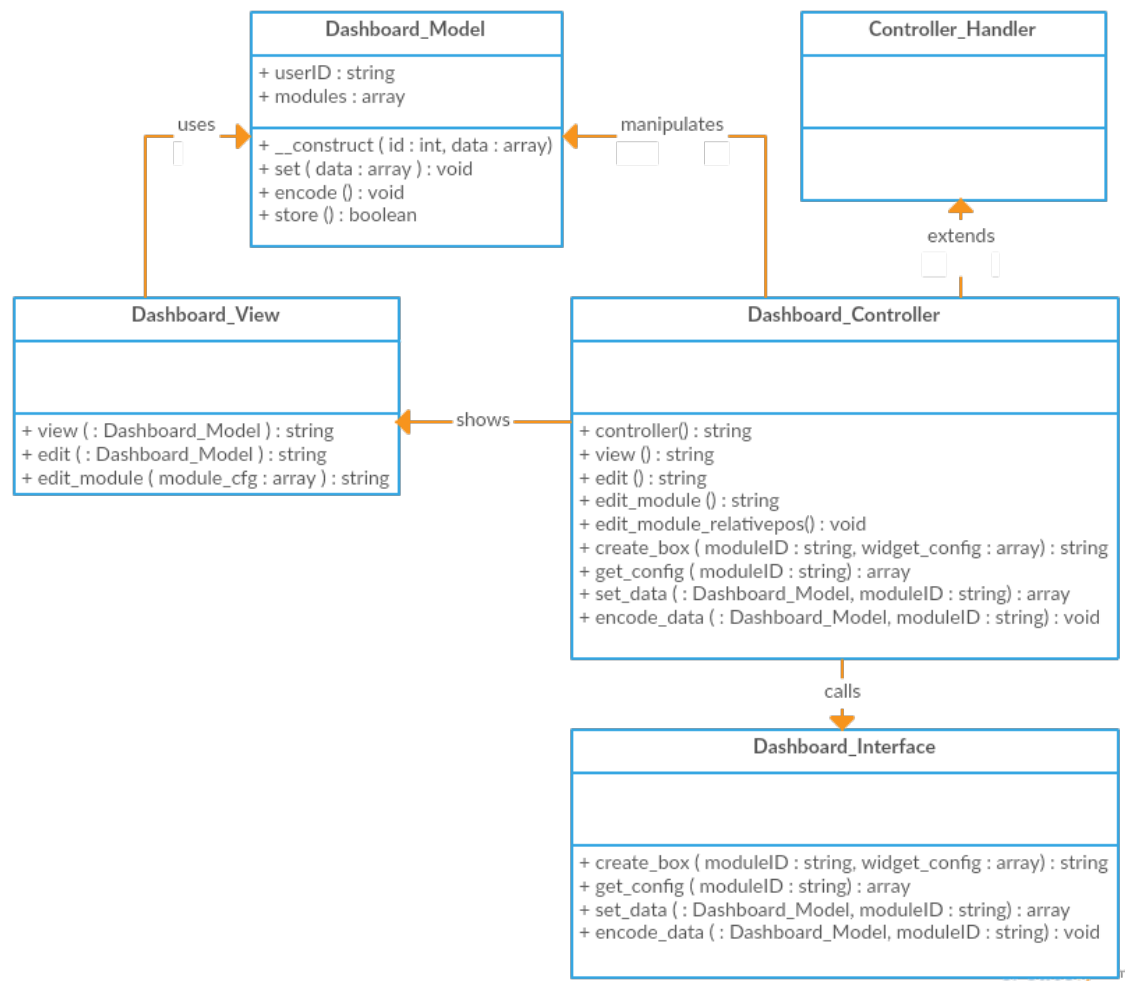 Dashboard_Model
+ userID : string
+ modules : array
+ __construct ( id : int, data : array)
+ set ( data : array ) : void
+ encode () : void
+ store () : boolean
Controller_Handler
uses
manipulates
extends
Dashboard_View
+ view ( : Dashboard_Model ) : string
+ edit ( : Dashboard_Model ) : string
+ edit_module ( module_cfg : array ) : string
shows
Dashboard_Controller
+ controller() : string
+ view () : string
+ edit () : string
+ edit_module () : string
+ edit_module_relativepos() : void
+ create_box ( moduleID : string, widget_config : array) : string
+ get_config ( moduleID : string) : array
+ set_data ( : Dashboard_Model, moduleID : string) : array
+ encode_data ( : Dashboard_Model, moduleID : string) : void
calls
Dashboard_Interface
+ create_box ( moduleID : string, widget_config : array) : string
+ get_config ( moduleID : string) : array
+ set_data ( : Dashboard_Model, moduleID : string) : array
+ encode_data ( : Dashboard_Model, moduleID : string) : void